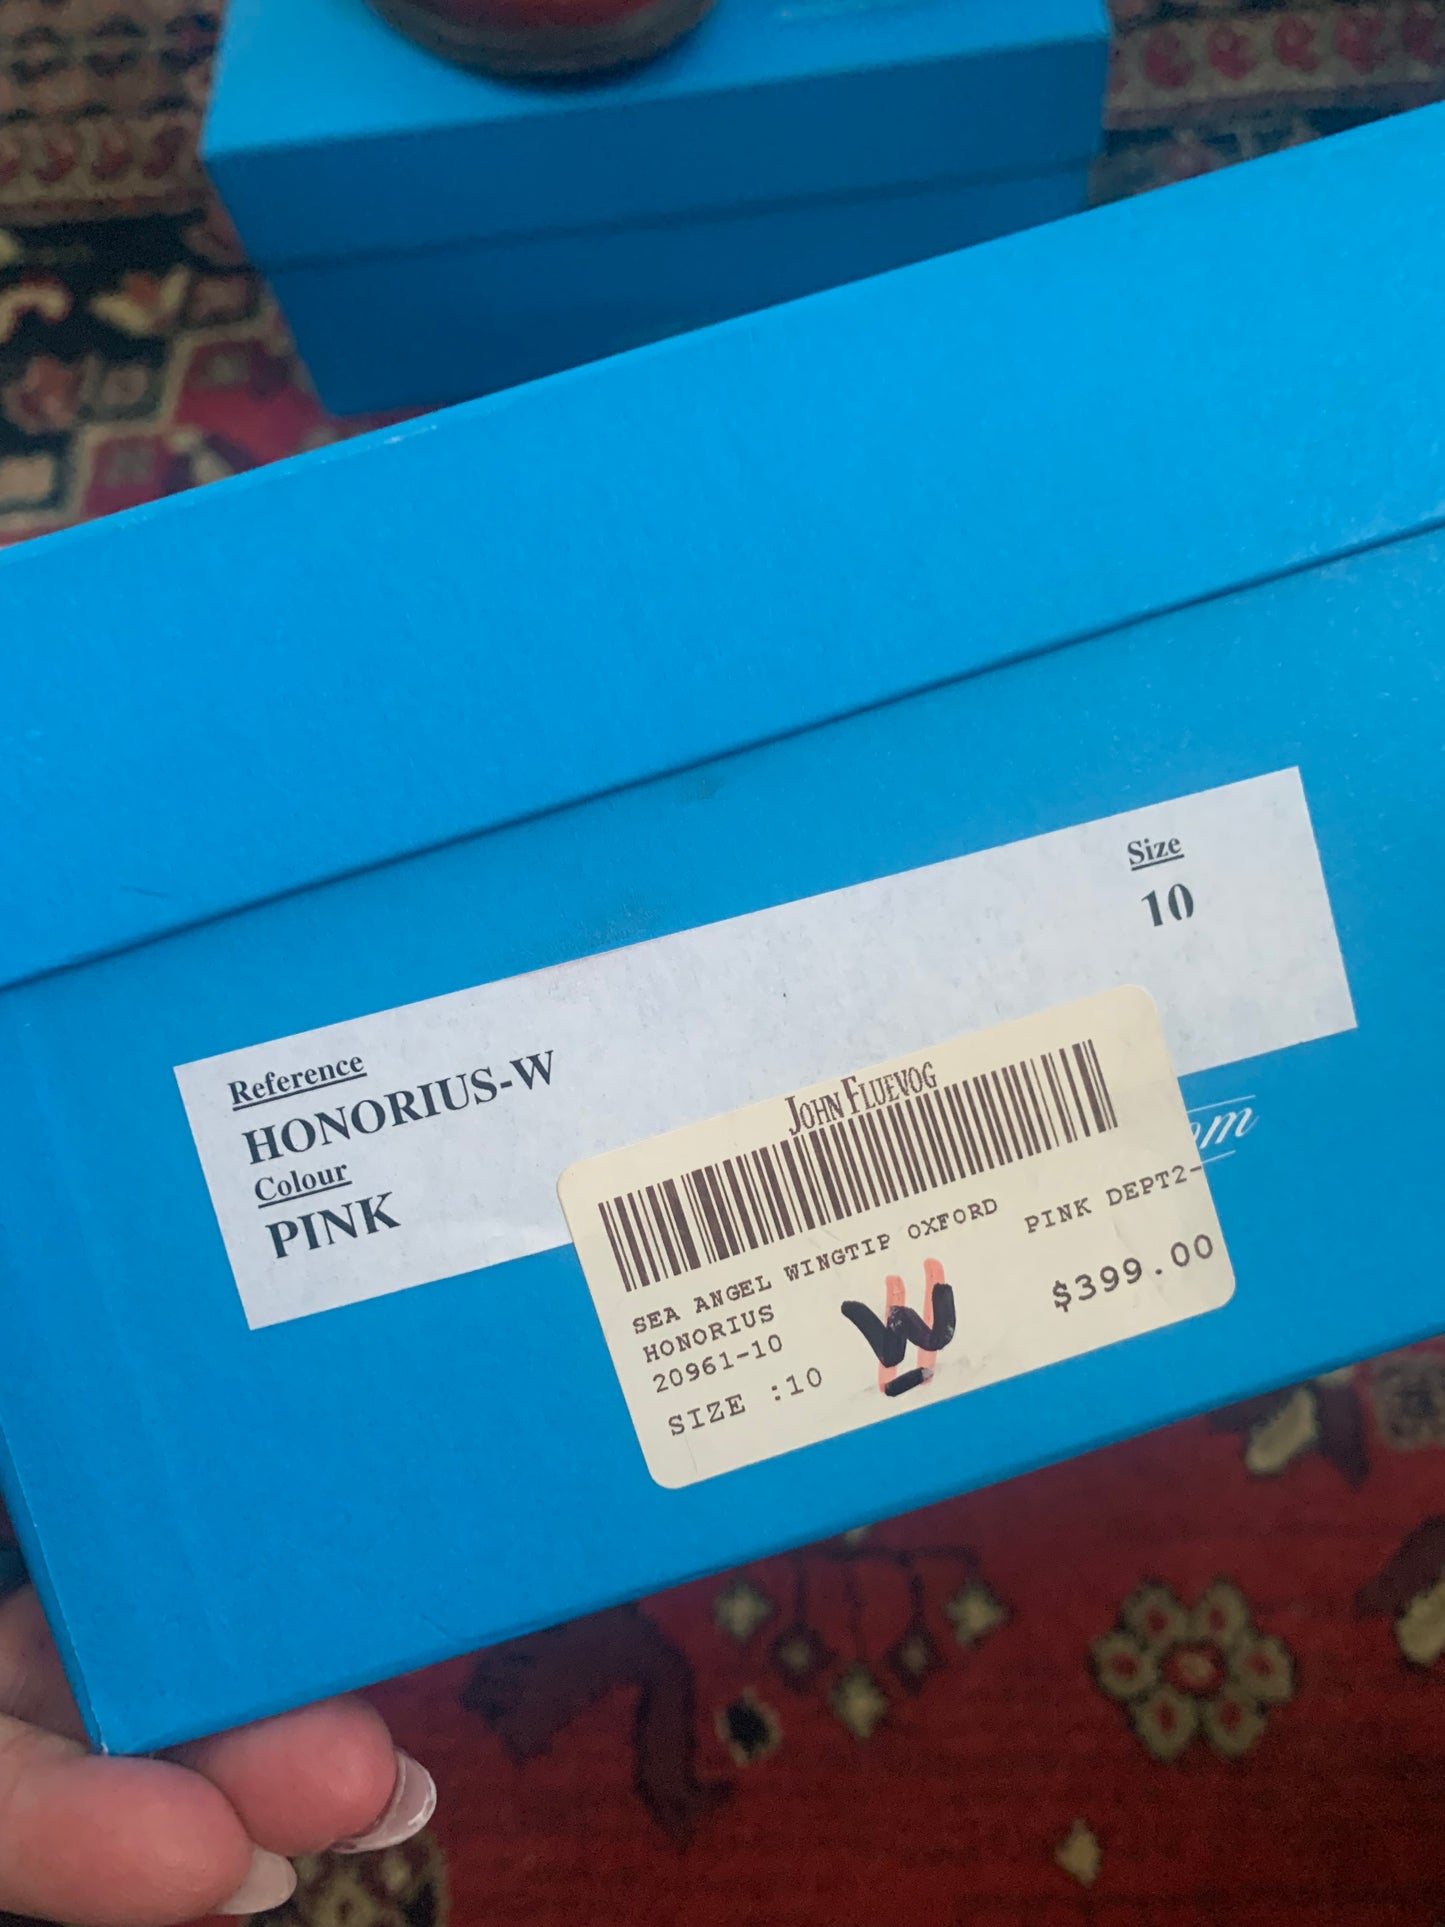 Size
10
Reference
HONORIUS-W
Colour
PINK
JOHN FLUEVOG
SEA ANGEL WINGTIP OXFORD PINK DEPT2-
HONORIUS
20961-10
$399.00
SIZE :10
W
om